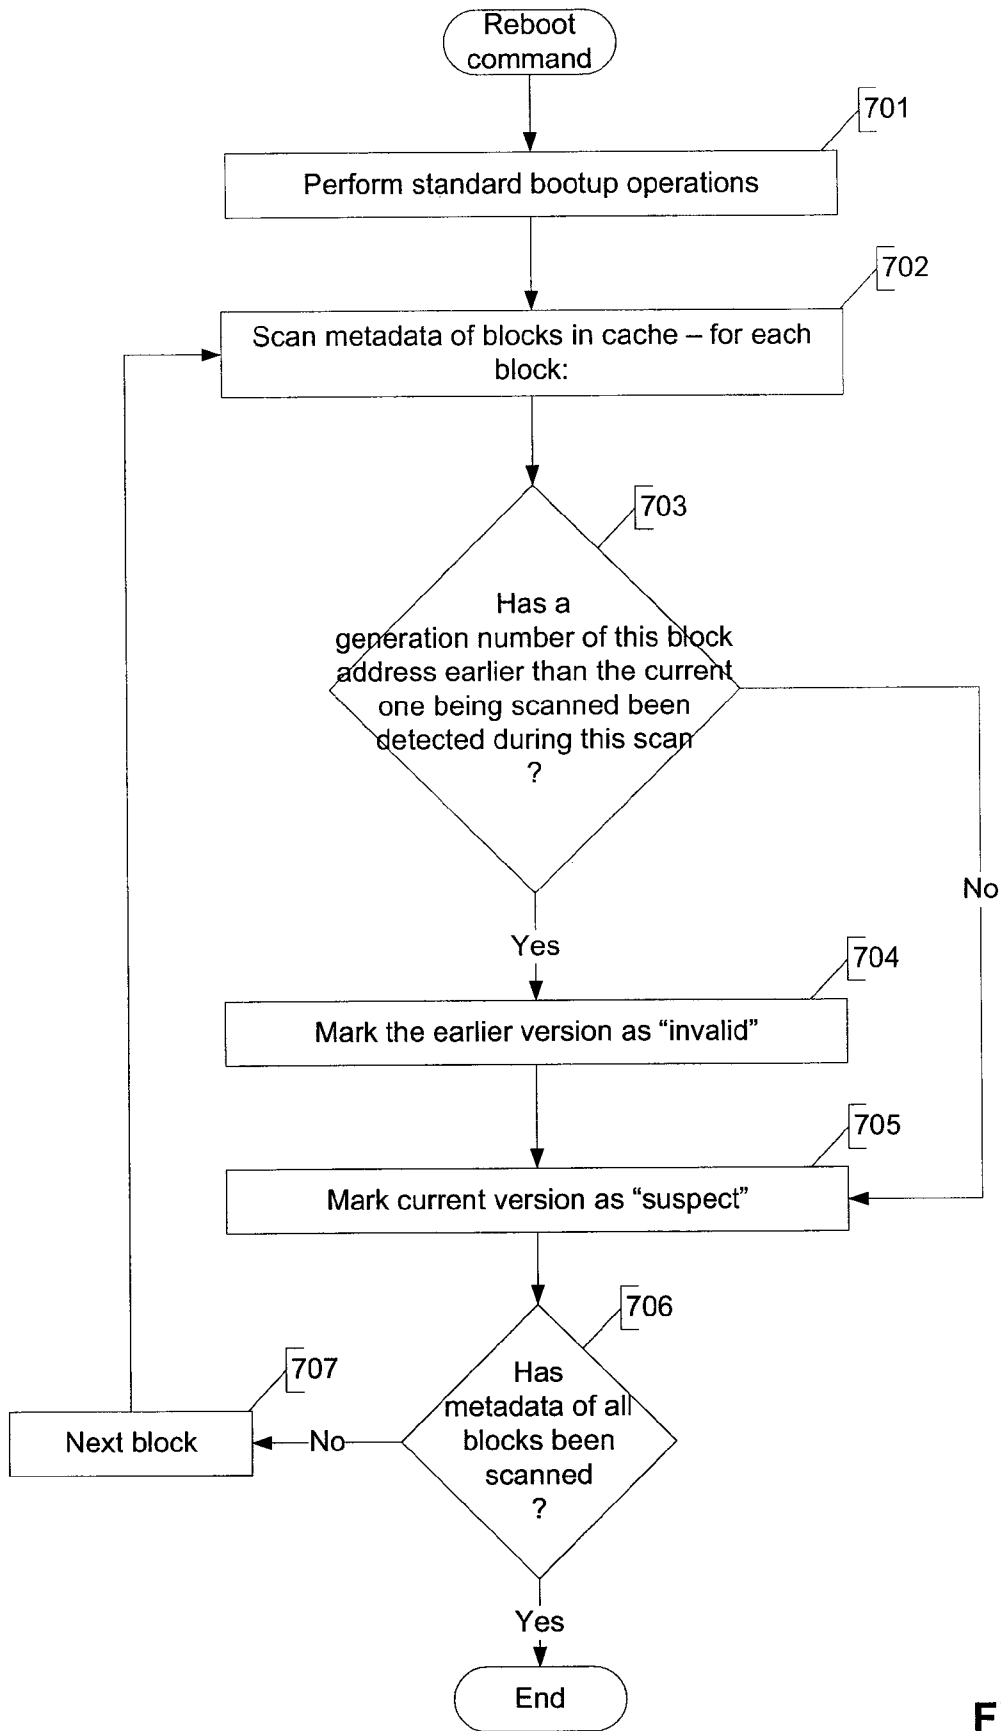 Reboot
command
701
Perform standard bootup operations
702
Scan metadada of blocks in cache – for each
block:
703
Has a
generation number of this block
address earlier than the current
one being scanned been
detected during this scan
?
No
Yes
704
Mark the earlier version as “invalid”
705
Mark current version as “suspect”
706
Has
metadata of all
blocks been
scanned
?
707
Next block
No
Yes
End
F